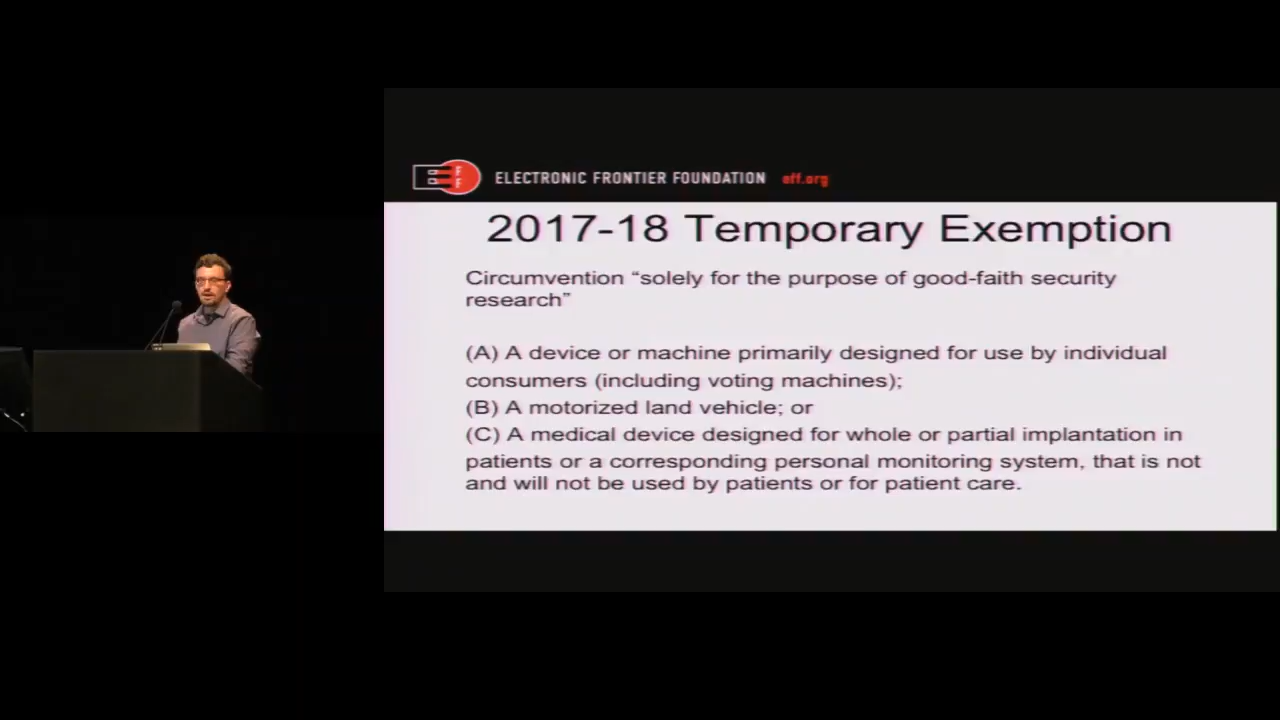 EFF
ELECTRONIC FRONTIER FOUNDATION eff.org
2017-18 Temporary Exemption
Circumvention “solely for the purpose of good-faith security
research”
(A) A device or machine primarily designed for use by individual
consumers (including voting machines);
(B) A motorized land vehicle; or
(C) A medical device designed for whole or partial implantation in
patients or a corresponding personal monitoring system, that is not
and will not be used by patients or for patient care.